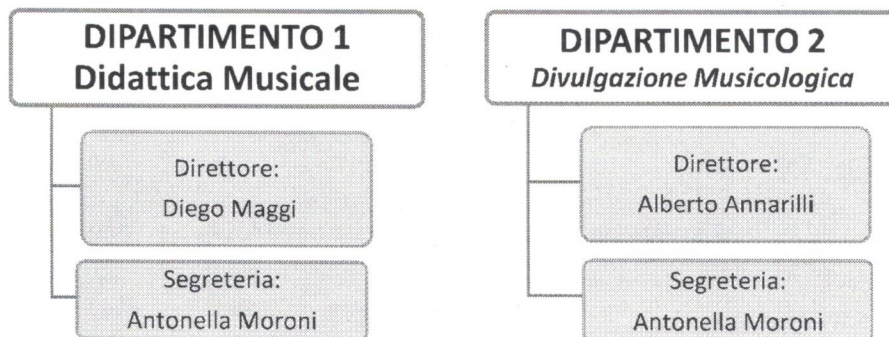 DIPARTIMENTO 1
Didattica Musicale
Direttore:
Diego Maggi
Segreteria:
Antonella Moroni
DIPARTIMENTO 2
Divulgazione Musicologica
Direttore:
Alberto Annarilli
Segreteria:
Antonella Moroni